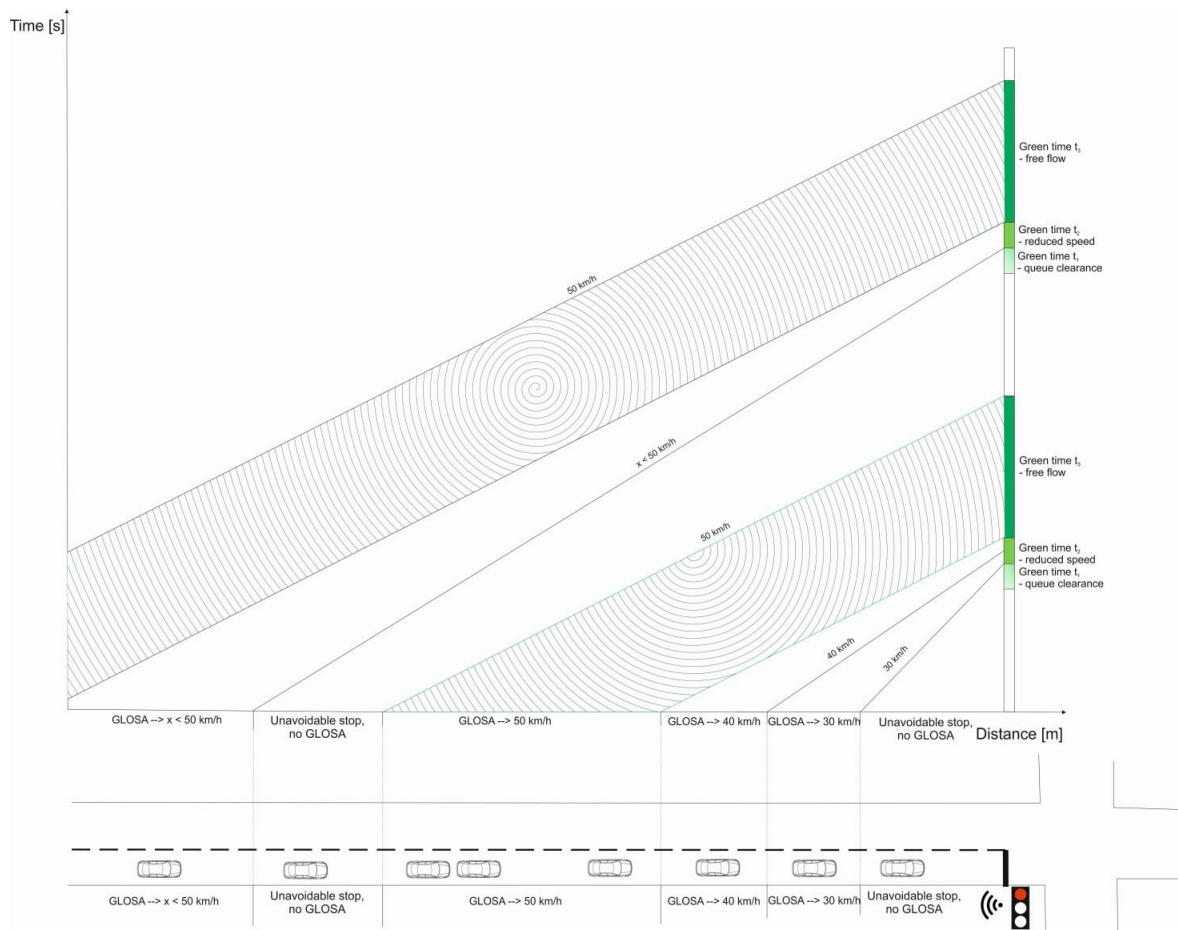 Time [s]
Green time t₃
- free flow
Green time t₂
- reduced speed
Green time t₁
- queue clearance
50 km/h
x < 50 km/h
Green time t₃
- free flow
50 km/h
Green time t₂
- reduced speed
Green time t₁
- queue clearance
40 km/h
30 km/h
GLOSA --> x < 50 km/h
Unavoidable stop,
no GLOSA
GLOSA --> 50 km/h
GLOSA --> 40 km/h
GLOSA --> 30 km/h
Unavoidable stop,
no GLOSA
Distance [m]
GLOSA --> x < 50 km/h
Unavoidable stop,
no GLOSA
GLOSA --> 50 km/h
GLOSA --> 40 km/h
GLOSA --> 30 km/h
Unavoidable stop,
no GLOSA